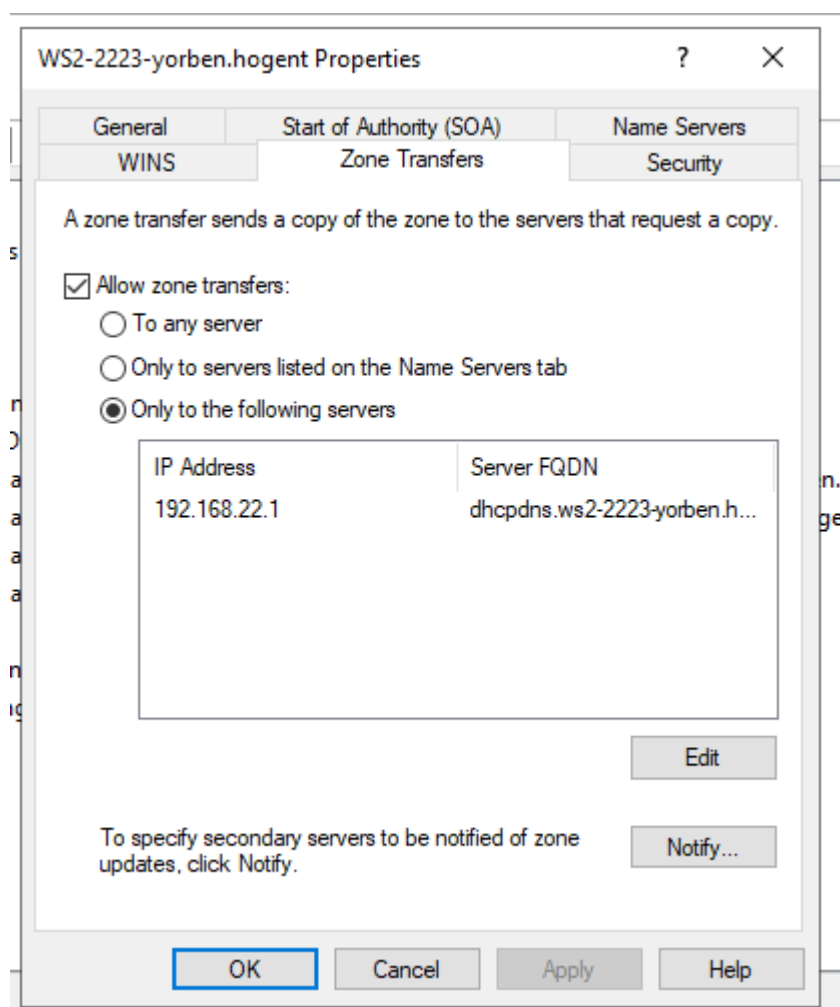 WS2-2223-yorben.hogent Properties
?
General
Start of Authority (SOA)
Name Servers
WINS
Zone Transfers
Security
A zone transfer sends a copy of the zone to the servers that request a copy.
Allow zone transfers:
To any server
Only to servers listed on the Name Servers tab
Only to the following servers
IP Address
Server FQDN
192.168.22.1
dhcpdns.ws2-2223-yorben.h...
Edit
To specify secondary servers to be notified of zone
updates, click Notify.
Notify...
OK
Cancel
Apply
Help